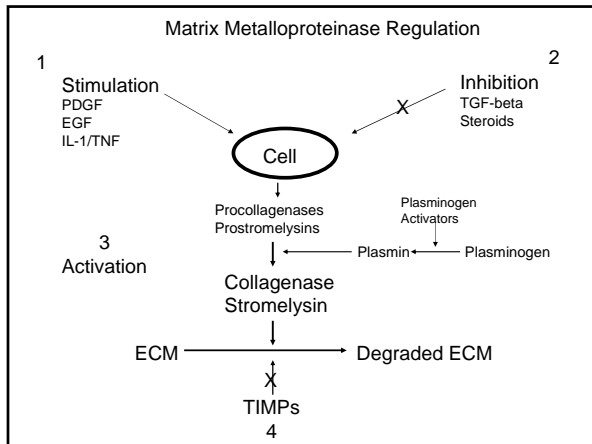 Matrix Metalloproteinase Regulation
1
Stimulation
PDGF
EGF
IL-1/TNF
2
Inhibition
TGF-beta
Steroids
X
Cell
Procollagenases
Prostromelysins
Plasminogen
Activators
3
Activation
Plasmin
Plasminogen
Collagenase
Stromelysin
ECM
Degraded ECM
X
TIMPs
4